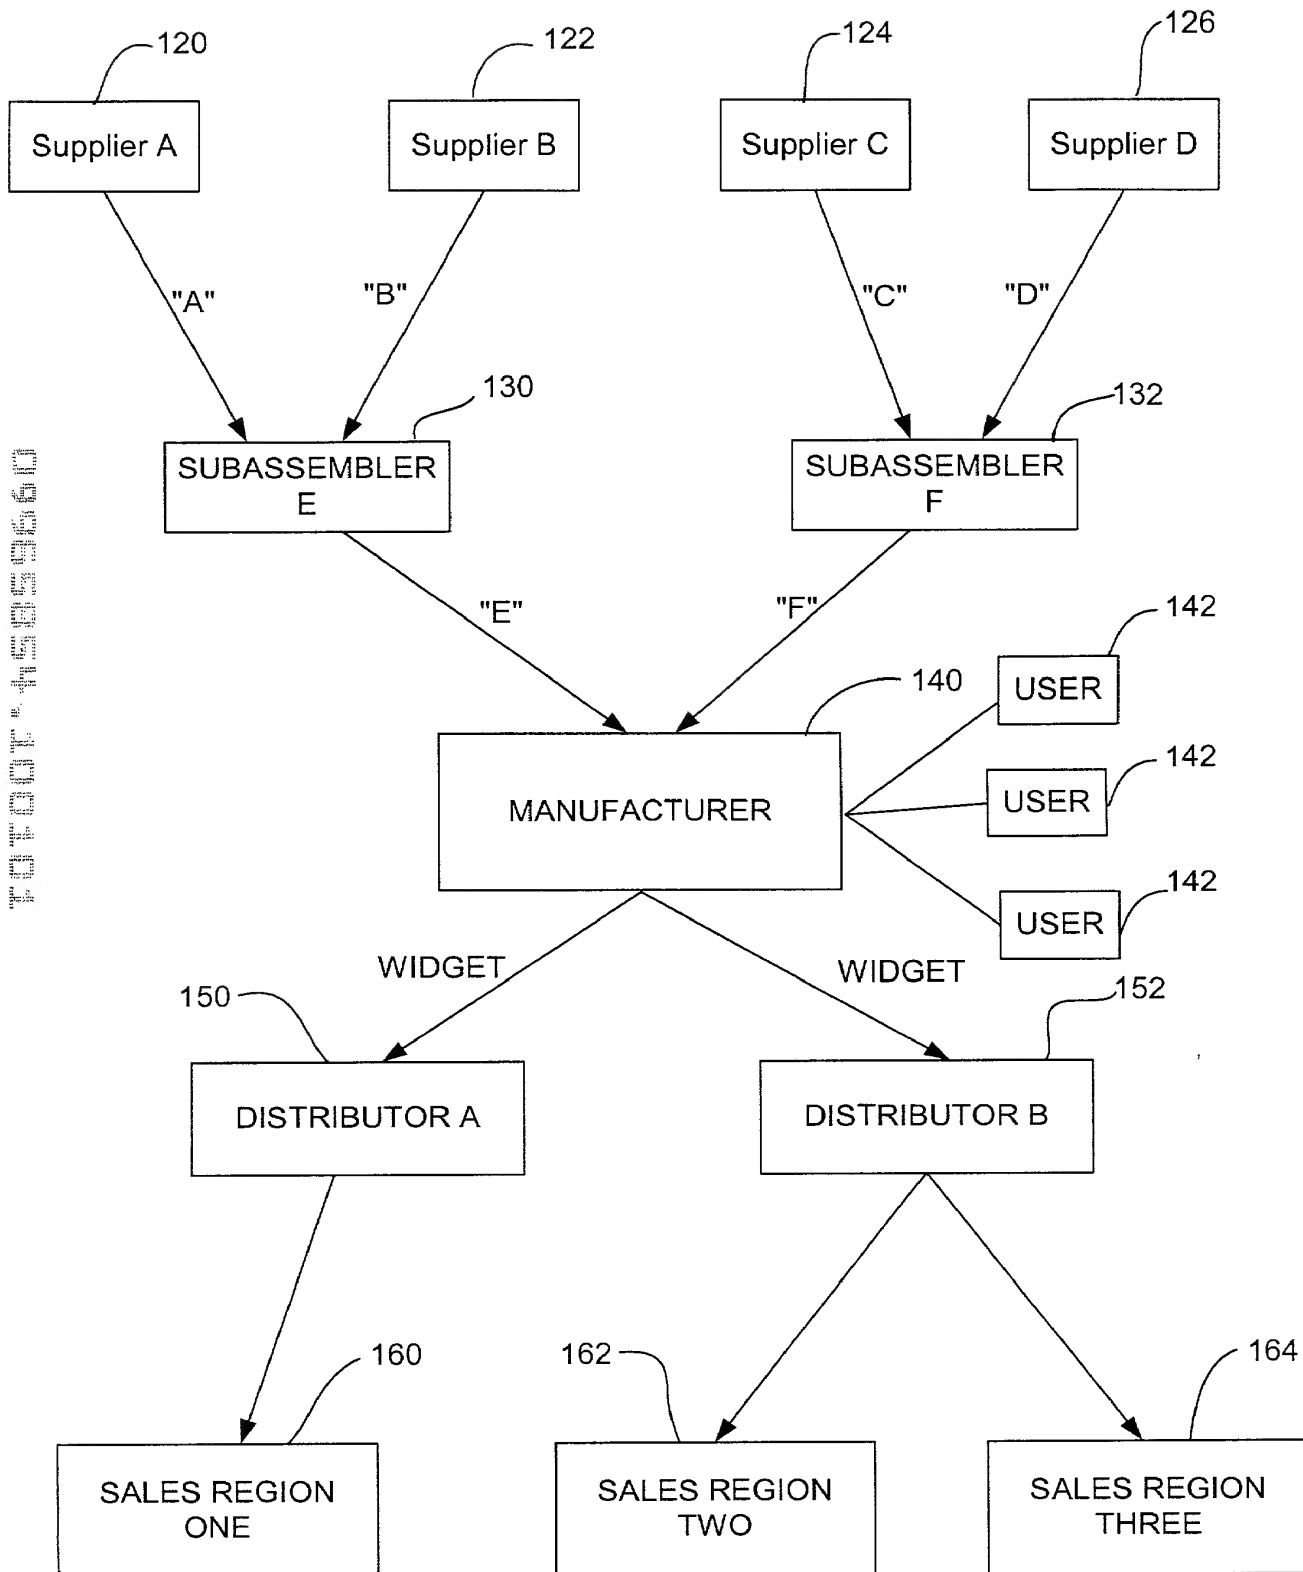 120
122
124
126
Supplier A
Supplier B
Supplier C
Supplier D
"A"
"B"
"C"
"D"
130
132
SUBASSEMBLER
E
SUBASSEMBLER
F
"E"
"F"
142
USER
140
142
USER
MANUFACTURER
142
USER
WIDGET
WIDGET
150
152
DISTRIBUTOR A
DISTRIBUTOR B
160
162
164
SALES REGION
ONE
SALES REGION
TWO
SALES REGION
THREE